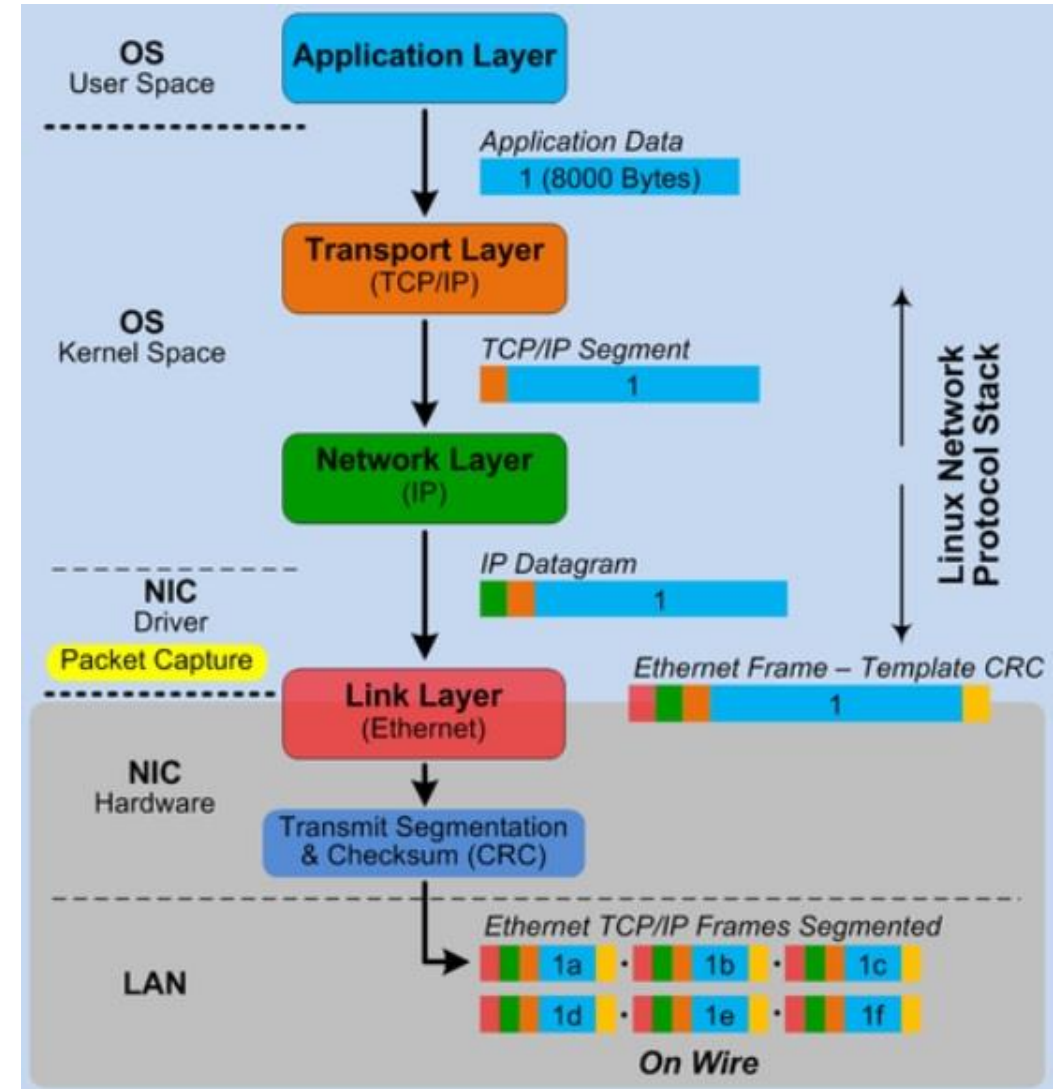 OS
User Space
Application Layer
Application Data
1 (8000 Bytes)
Transport Layer
(TCP/IP)
OS
Kernel Space
TCP/IP Segment
1
Network Layer
(IP)
Linux Network
Protocol Stack
IP Datagram
1
NIC
Driver
Packet Capture
Ethernet Frame – Template CRC
1
Link Layer
(Ethernet)
NIC
Hardware
Transmit Segmentation
& Checksum (CRC)
Ethernet TCP/IP Frames Segmented
1a • 1b • 1c
1d • 1e • 1f
LAN
On Wire